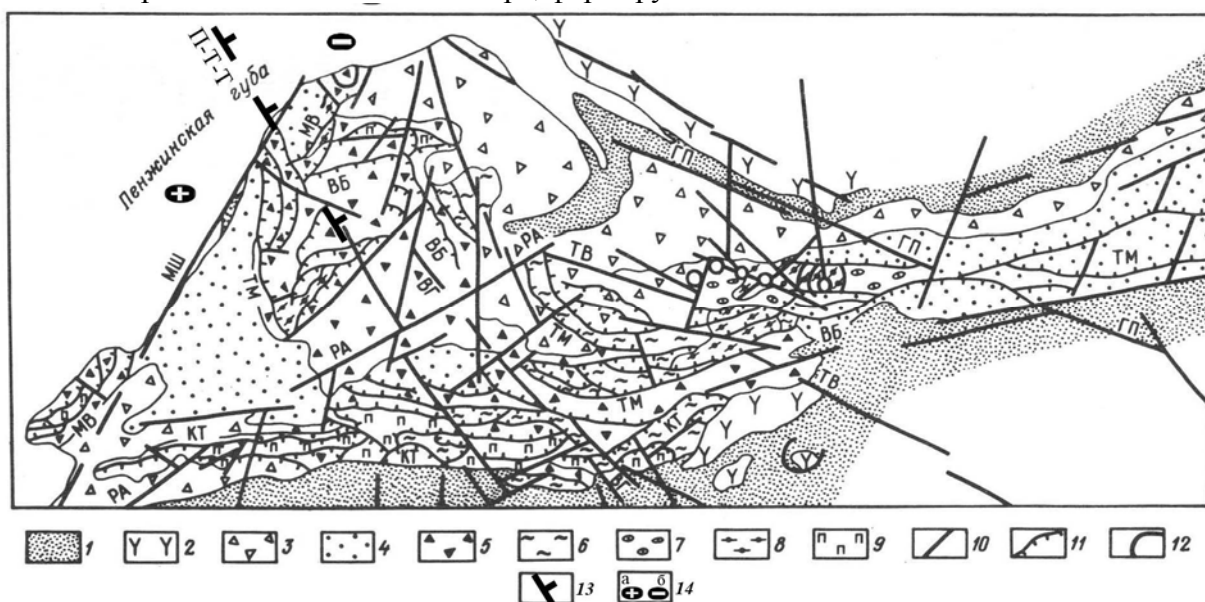 П-Т-Т
губа
Пенжинская
МВ
ВБ
ВБ
ВГ
МШ
ТМ
РА
РА
ТВ
ГП
ГП
ТМ
ГП
ВБ
ТВ
ТМ
ТМ
КТ
КТ
КТ
МВ
РА
1 2 3 4 5 6 7 8 9 10 11 12
13 а б 14